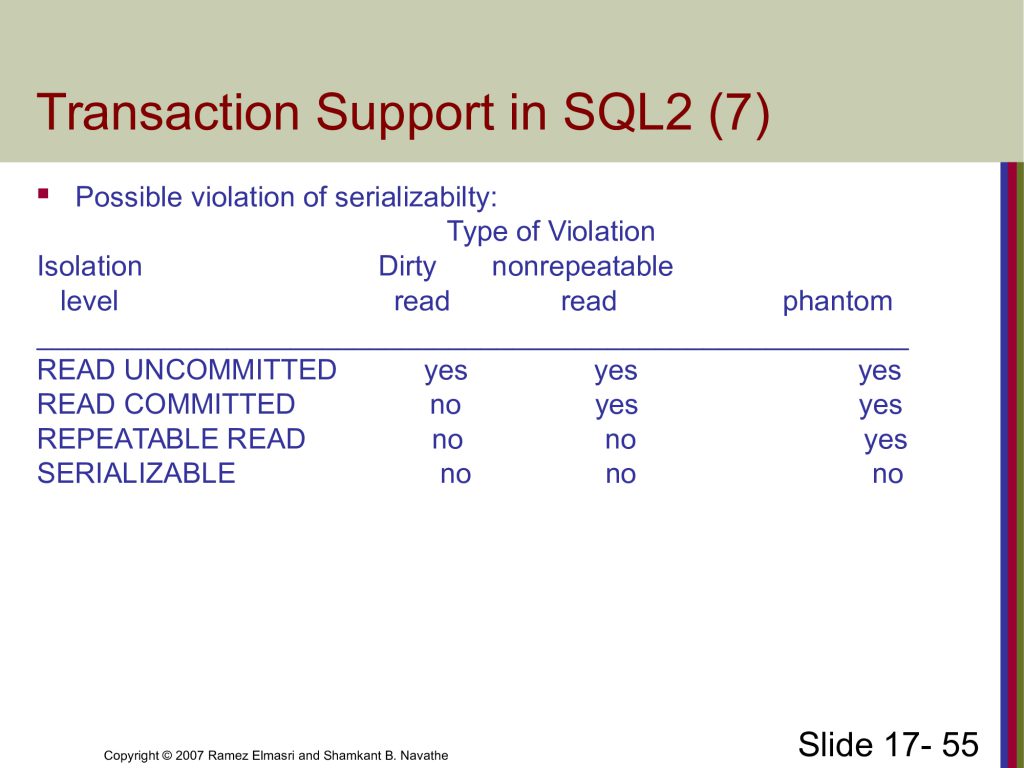 Transaction Support in SQL2 (7)
Possible violation of serializabilty:
Type of Violation
Isolation Dirty nonrepeatable
level read read phantom
READ UNCOMMITTED yes yes yes
READ COMMITTED no yes yes
REPEATABLE READ no no yes
SERIALIZABLE no no no
Copyright © 2007 Ramez Elmasri and Shamkant B. Navathe
Slide 17- 55